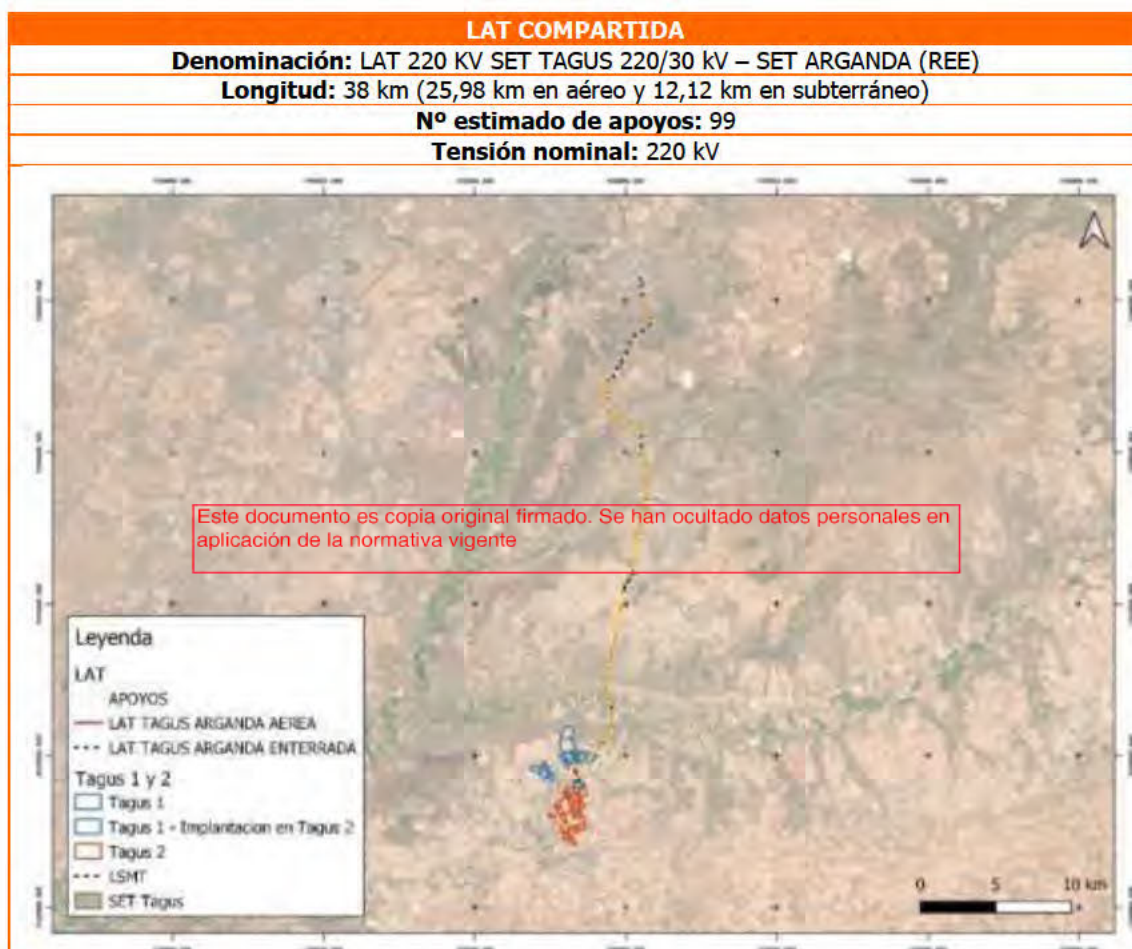 LAT COMPARTIDA
Denominación: LAT 220 KV SET TAGUS 220/30 kV – SET ARGANDA (REE)
Longitud: 38 km (25,98 km en aéreo y 12,12 km en subterráneo)
Nº estimado de apoyos: 99
Tensión nominal: 220 kV
Este documento es copia original firmado. Se han ocultado datos personales en
aplicación de la normativa vigente
Leyenda
LAT
APOYOS
LAT TAGUS ARGANDA AEREA
LAT TAGUS ARGANDA ENTERRADA
Tagus 1 y 2
Tagus 1
Tagus 1 - Implantacion en Tagus 2
Tagus 2
LSMT
SET Tagus
0 5 10 km